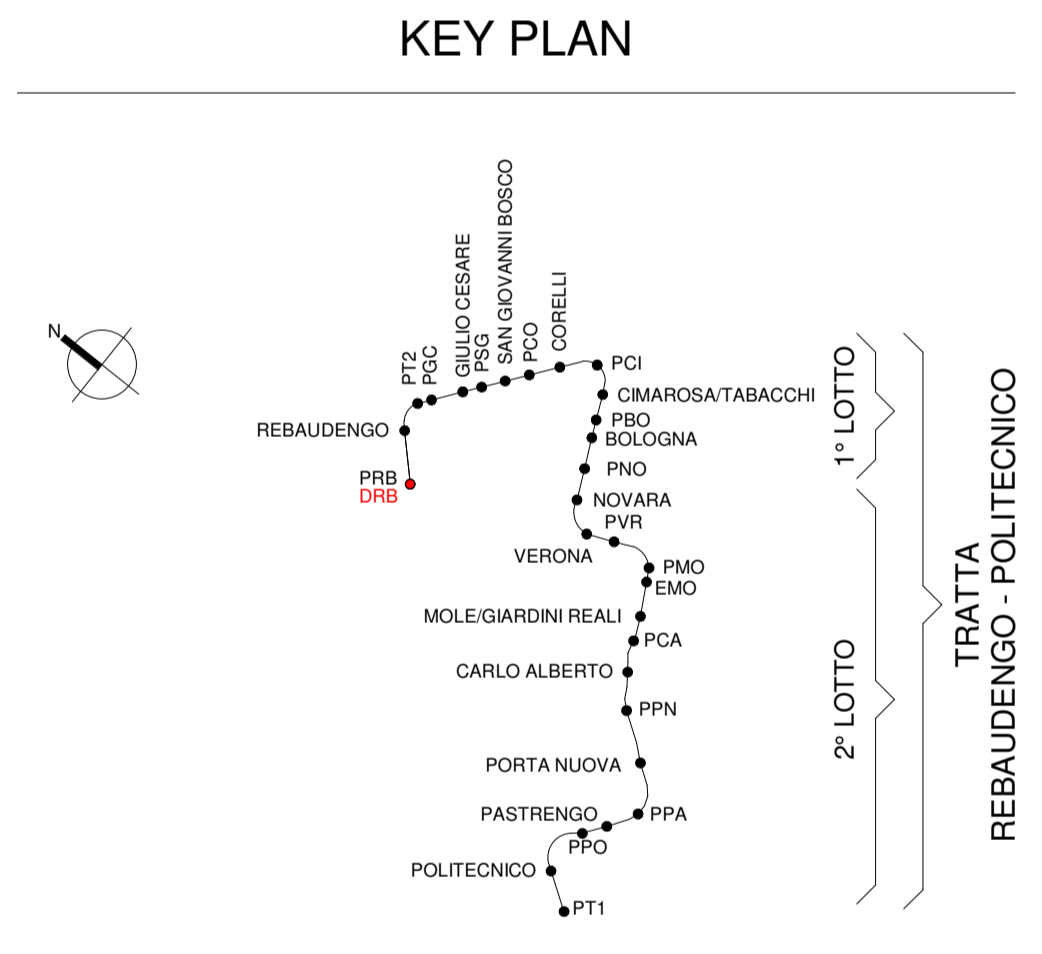 KEY PLAN
N
PT2
PGC
GIULIO CESARE
PSG
SAN GIOVANNI BOSCO
PCO
CORELLI
PCI
CIMAROSA/TABACCHI
PBO
REBAUDENGO
BOLOGNA
PNO
PRB
DRB
NOVARA
PVR
VERONA
PMO
EMO
MOLE/GIARDINI REALI
PCA
CARLO ALBERTO
PPN
PORTA NUOVA
PASTRENGO
PPA
PPO
POLITECNICO
PT1
1° LOTTO
2° LOTTO
TRATTA
REBAUDENGO - POLITECNICO